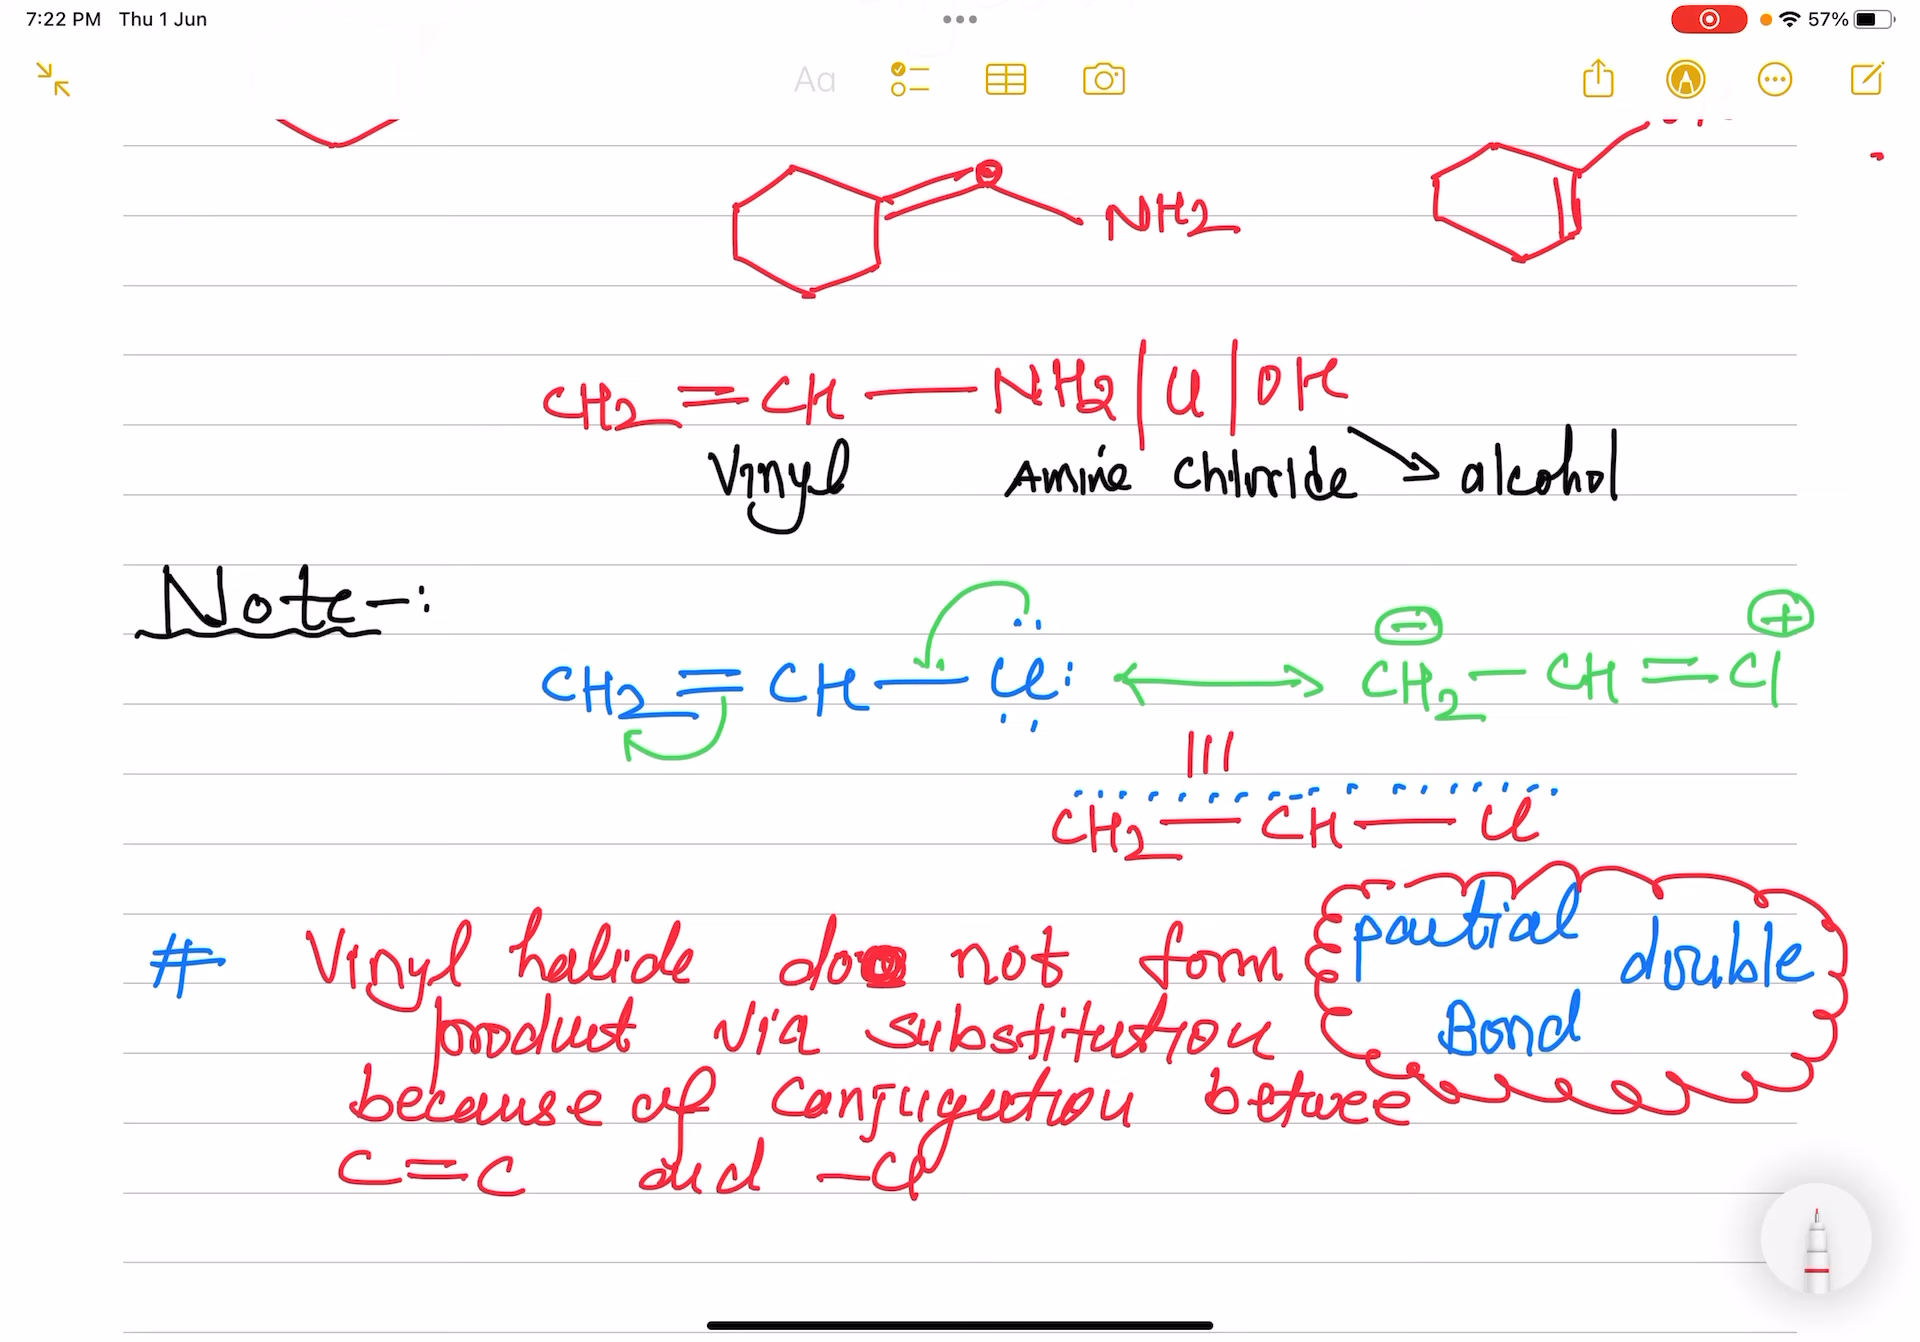 7:22 PM Thu 1 Jun 57%
Aa
NH2
CH2 = CH — NH2 | Cl | OH
Vinyl Amine Chloride → alcohol
Note-:
CH2 = CH — Cl ⟷ CH2 — CH = Cl
⊖ ⊕
|||
CH2 — CH — Cl
# Vinyl halide do not form
product via substitution
because of conjugation betwee
C=C and -Cl
partial double
Bond